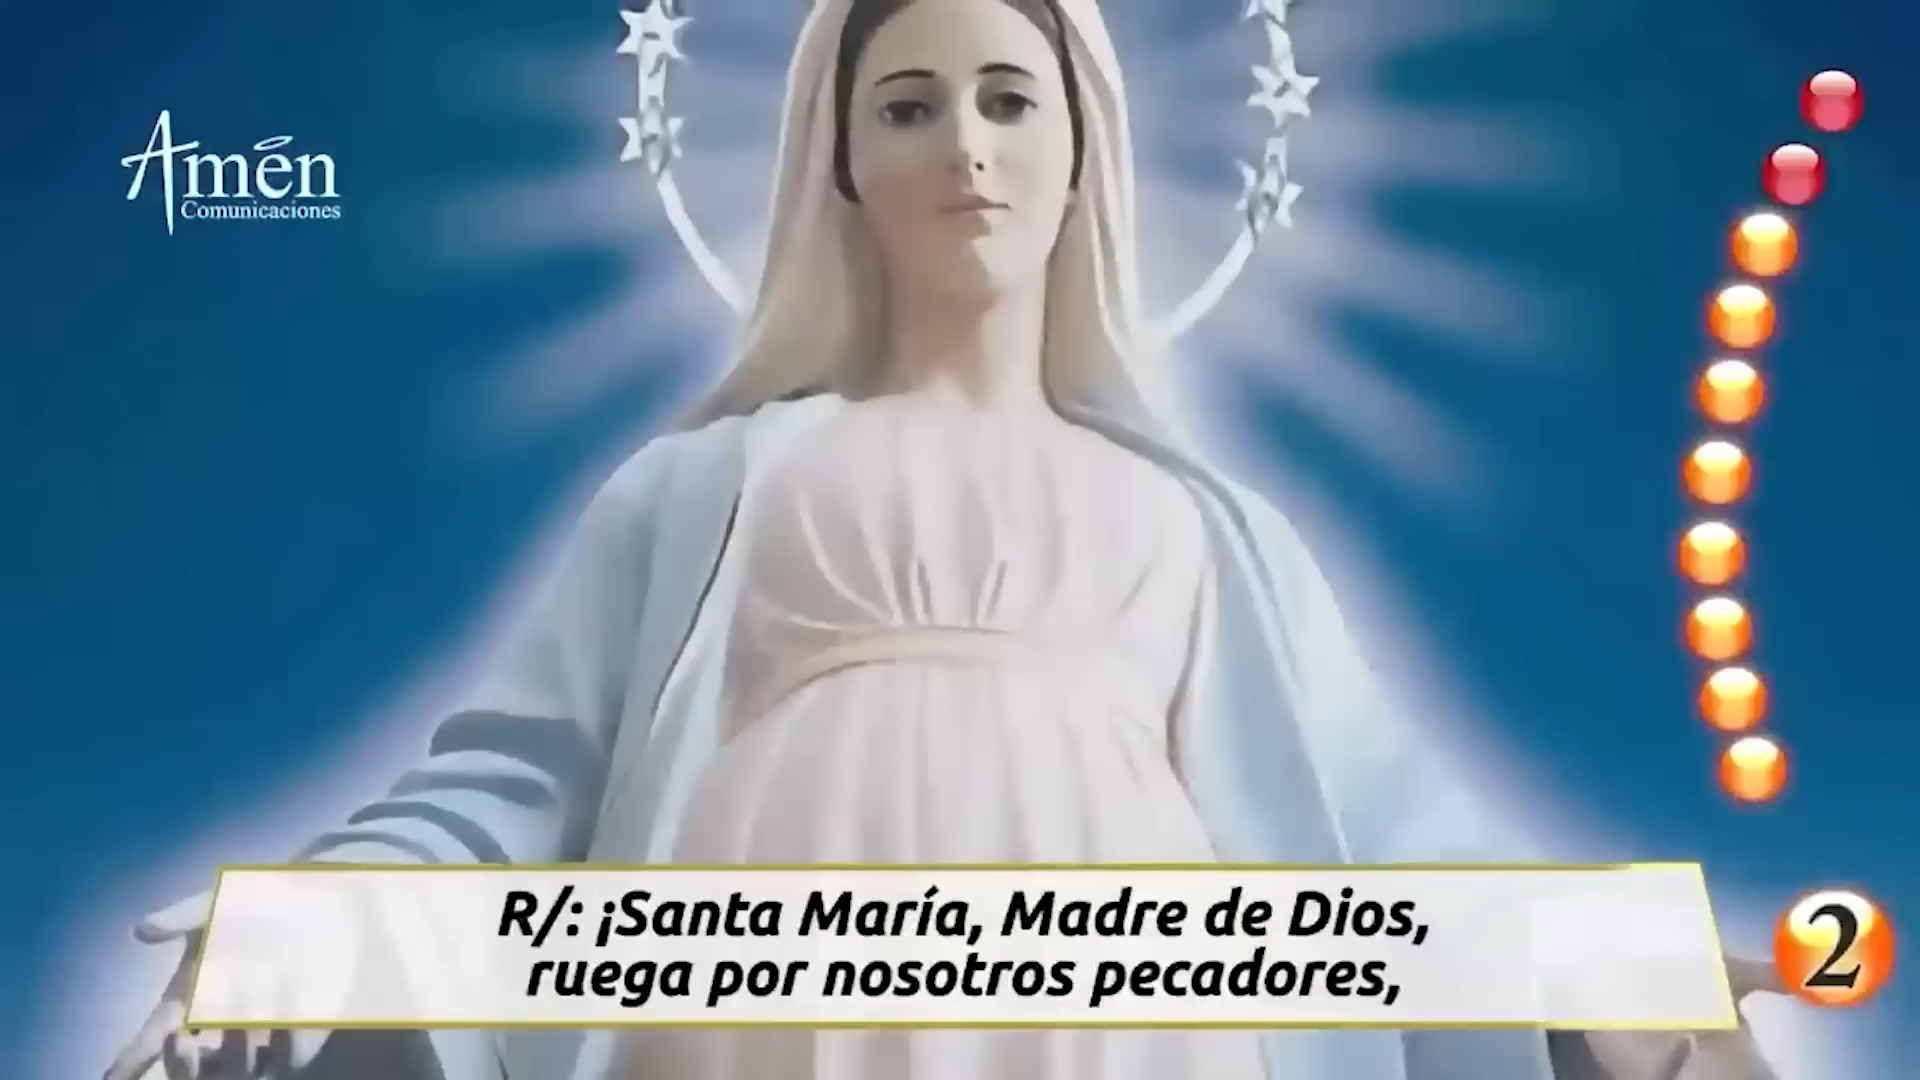 Amén
Comunicaciones
R/: ¡Santa María, Madre de Dios,
ruega por nosotros pecadores,
2